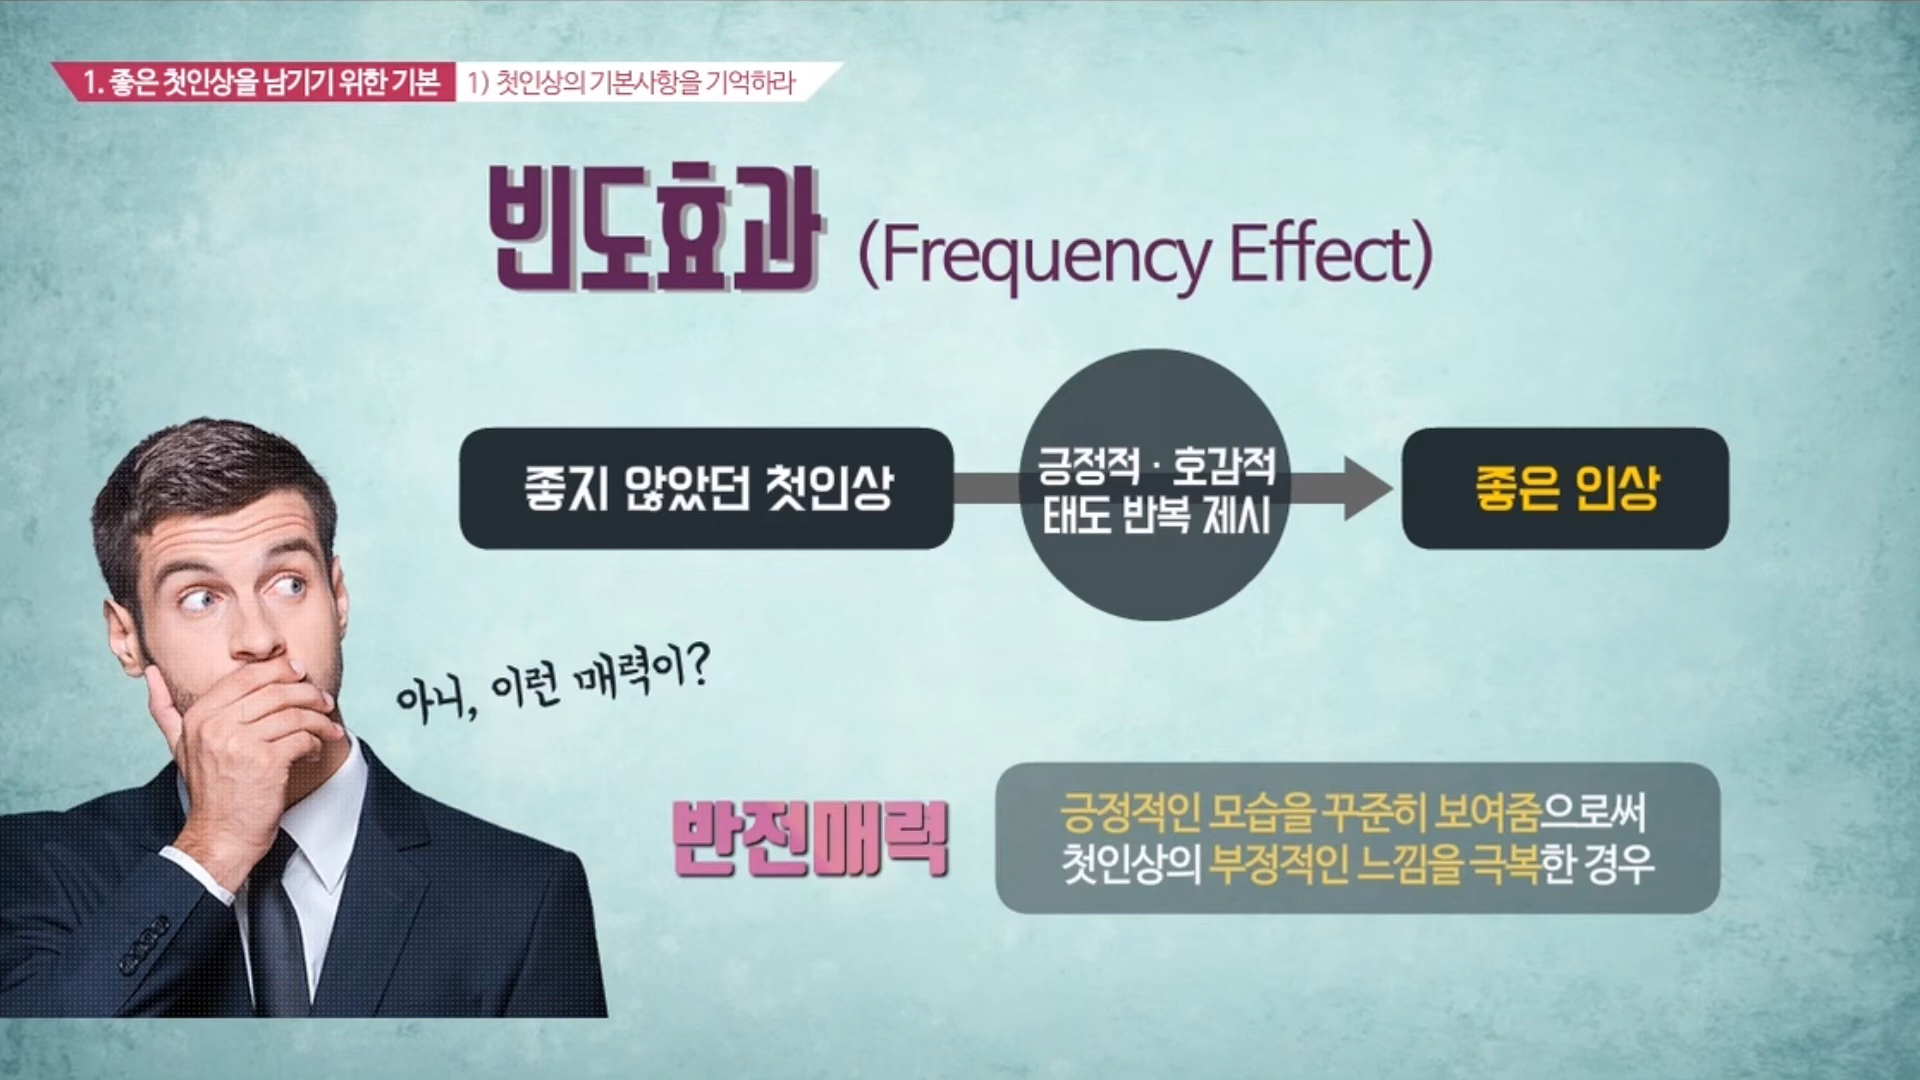 1. 좋은 첫인상을 남기기 위한 기본 1) 첫인상의 기본사항을 기억하라
빈도효과 (Frequency Effect)
좋지 않았던 첫인상
긍정적 · 호감적
태도 반복 제시
좋은 인상
아니, 이런 매력이?
반전매력
긍정적인 모습을 꾸준히 보여줌으로써
첫인상의 부정적인 느낌을 극복한 경우